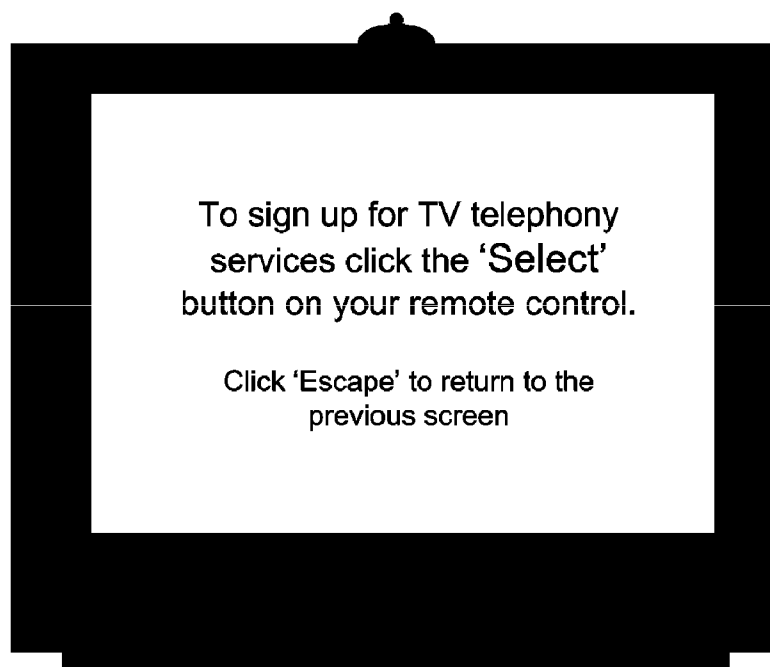 To sign up for TV telephony
services click the ‘Select’
button on your remote control.
Click ‘Escape’ to return to the
previous screen